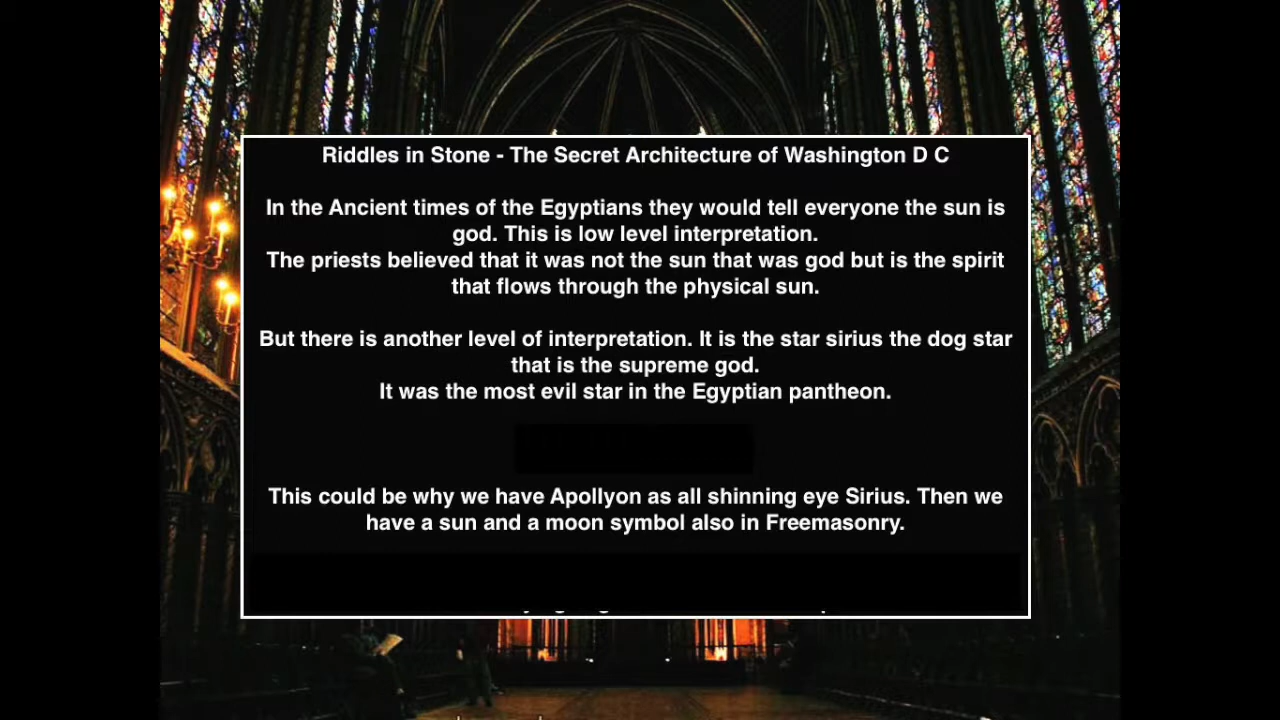 Riddles in Stone - The Secret Architecture of Washington D C
In the Ancient times of the Egyptians they would tell everyone the sun is
god. This is low level interpretation.
The priests believed that it was not the sun that was god but is the spirit
that flows through the physical sun.
But there is another level of interpretation. It is the star sirius the dog star
that is the supreme god.
It was the most evil star in the Egyptian pantheon.
This could be why we have Apollyon as all shinning eye Sirius. Then we
have a sun and a moon symbol also in Freemasonry.